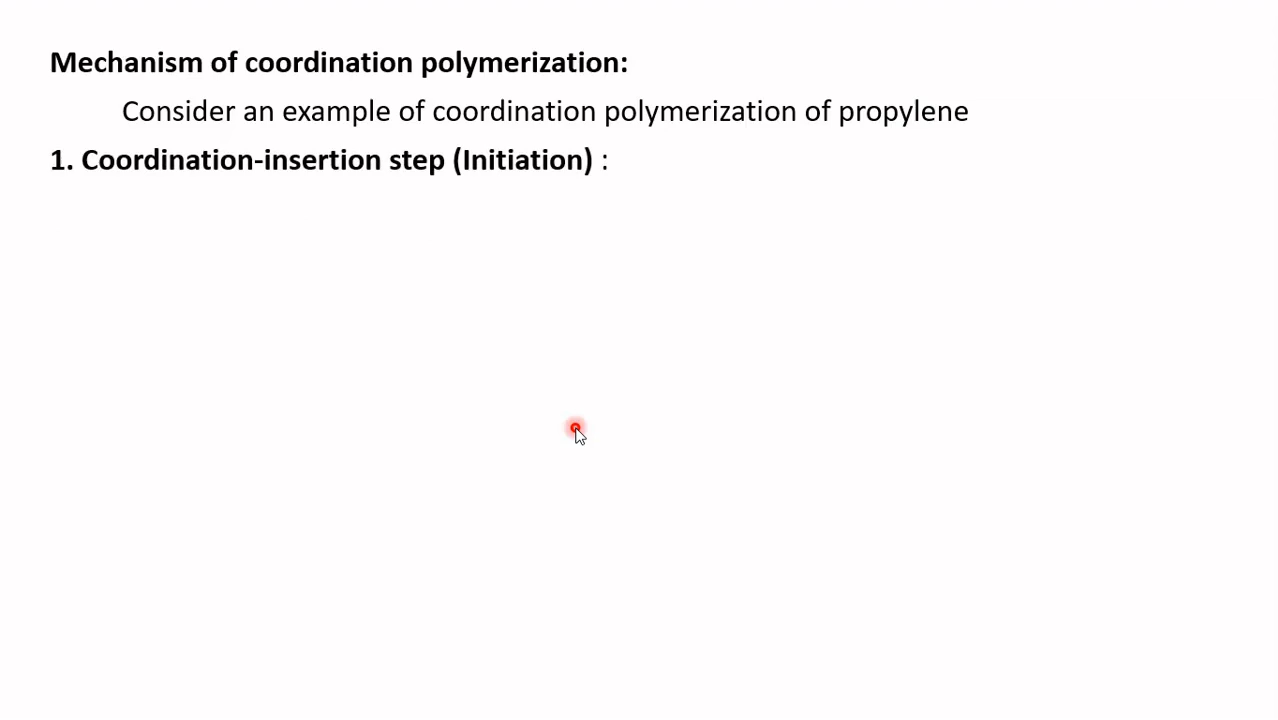 Mechanism of coordination polymerization:
Consider an example of coordination polymerization of propylene
1. Coordination-insertion step (Initiation) :